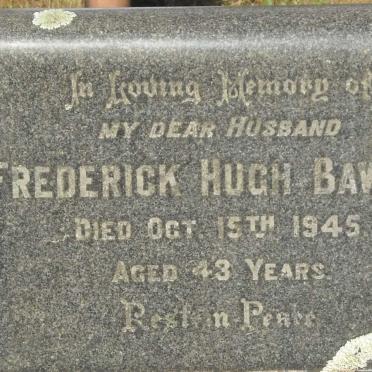 In Loving Memory of
MY DEAR HUSBAND
FREDERICK HUGH BAW
DIED OCT. 15TH 1945
AGED 43 YEARS.
Rest in Peace